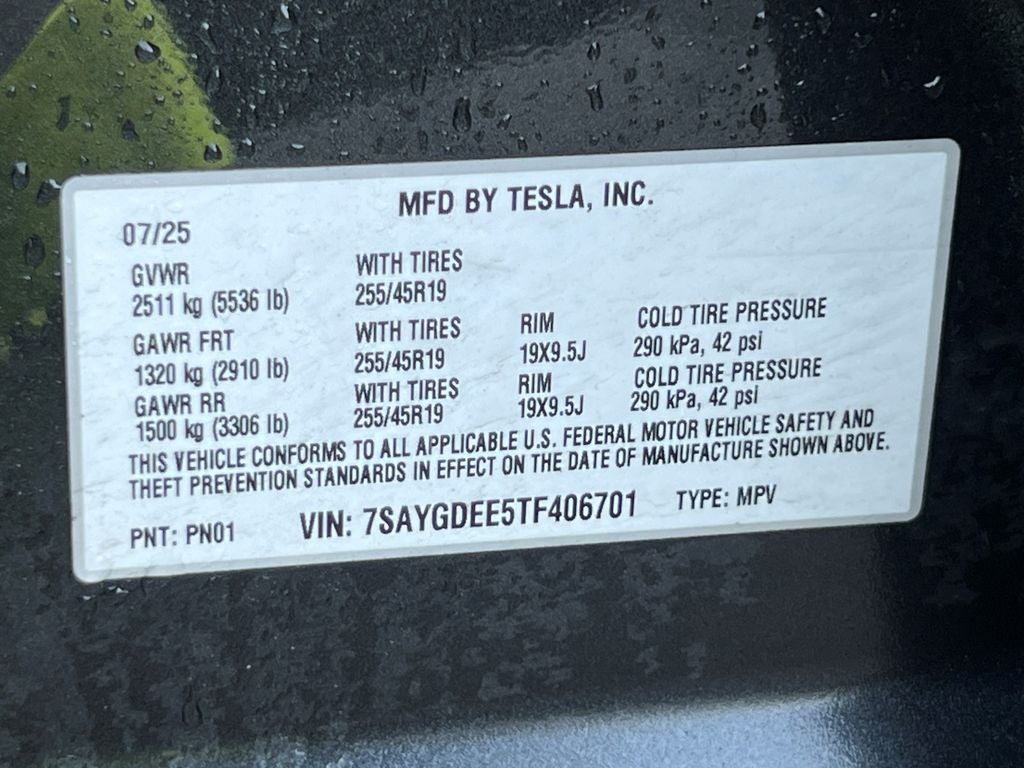 MFD BY TESLA, INC.
07/25
GVWR WITH TIRES
2511 kg (5536 lb) 255/45R19
GAWR FRT WITH TIRES RIM COLD TIRE PRESSURE
1320 kg (2910 lb) 255/45R19 19X9.5J 290 kPa, 42 psi
GAWR RR WITH TIRES RIM COLD TIRE PRESSURE
1500 kg (3306 lb) 255/45R19 19X9.5J 290 kPa, 42 psi
THIS VEHICLE CONFORMS TO ALL APPLICABLE U.S. FEDERAL MOTOR VEHICLE SAFETY AND
THEFT PREVENTION STANDARDS IN EFFECT ON THE DATE OF MANUFACTURE SHOWN ABOVE.
PNT: PN01 VIN: 7SAYGDEE5TF406701 TYPE: MPV